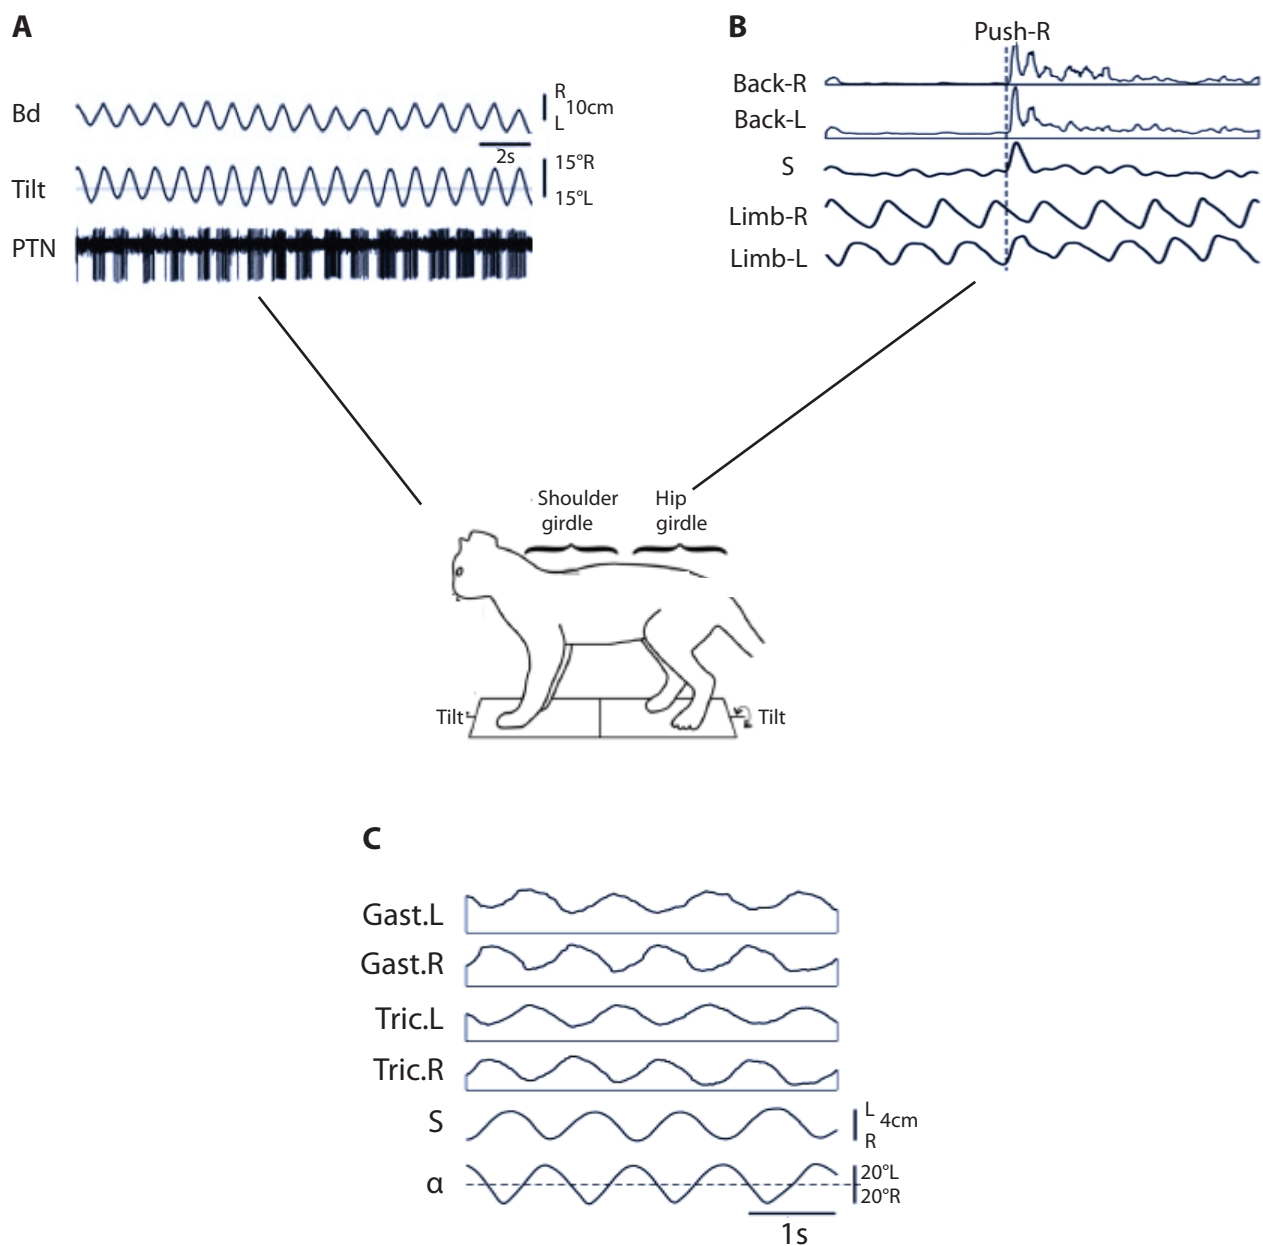 A
Bd
R
10cm
L
2s
Tilt
15°R
15°L
PTN
B
Push-R
Back-R
Back-L
S
Limb-R
Limb-L
Shoulder
girdle
Hip
girdle
Tilt
Tilt
C
Gast.L
Gast.R
Tric.L
Tric.R
S
L
4cm
R
α
20°L
20°R
1s